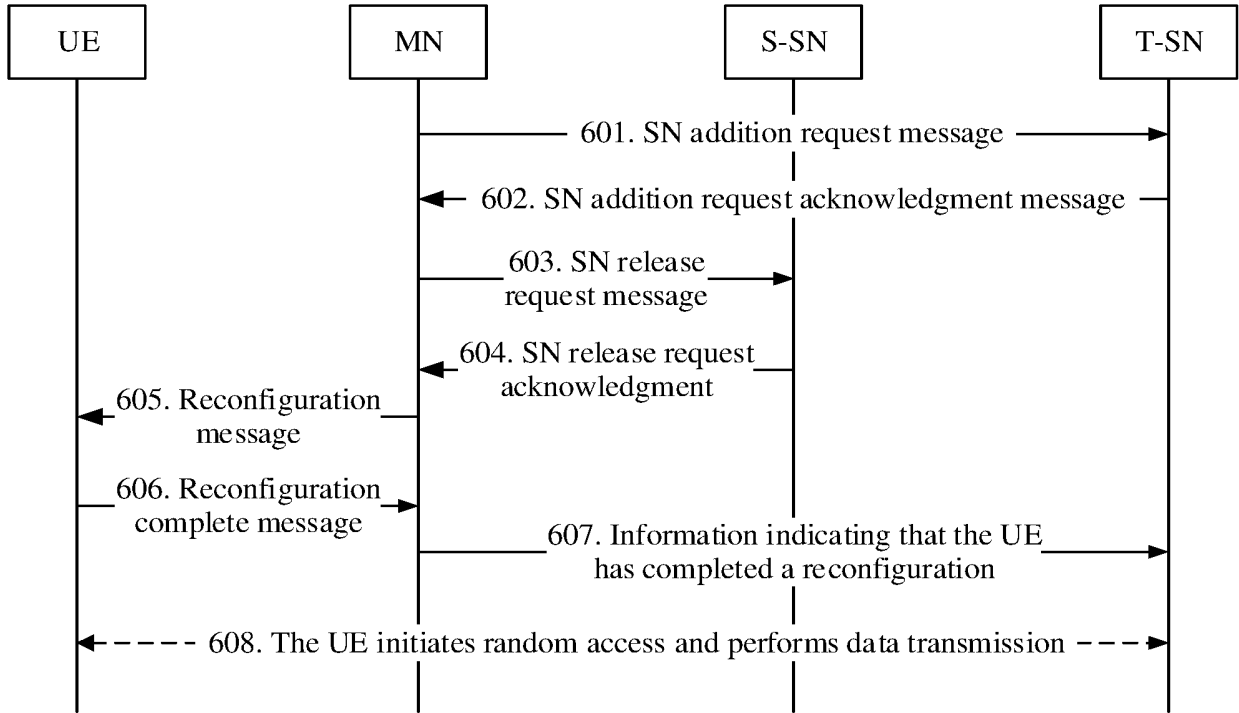 UE
MN
S-SN
T-SN
601. SN addition request message
602. SN addition request acknowledgment message
603. SN release
request message
604. SN release request
acknowledgment
605. Reconfiguration
message
606. Reconfiguration
complete message
607. Information indicating that the UE
has completed a reconfiguration
608. The UE initiates random access and performs data transmission